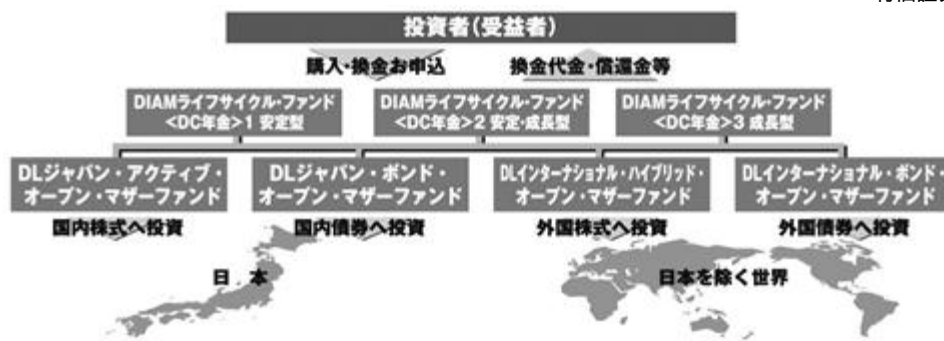 投資者(受益者)
購入・換金お申込
換金代金・償還金等
DIAMライフサイクル・ファンド
<DC年金>1 安定型
DIAMライフサイクル・ファンド
<DC年金>2 安定・成長型
DIAMライフサイクル・ファンド
<DC年金>3 成長型
DLジャパン・アクティブ・
オープン・マザーファンド
DLジャパン・ボンド・
オープン・マザーファンド
DLインターナショナル・ハイブリッド・
オープン・マザーファンド
DLインターナショナル・ボンド・
オープン・マザーファンド
国内株式へ投資
国内債券へ投資
外国株式へ投資
外国債券へ投資
日 本
日本を除く世界